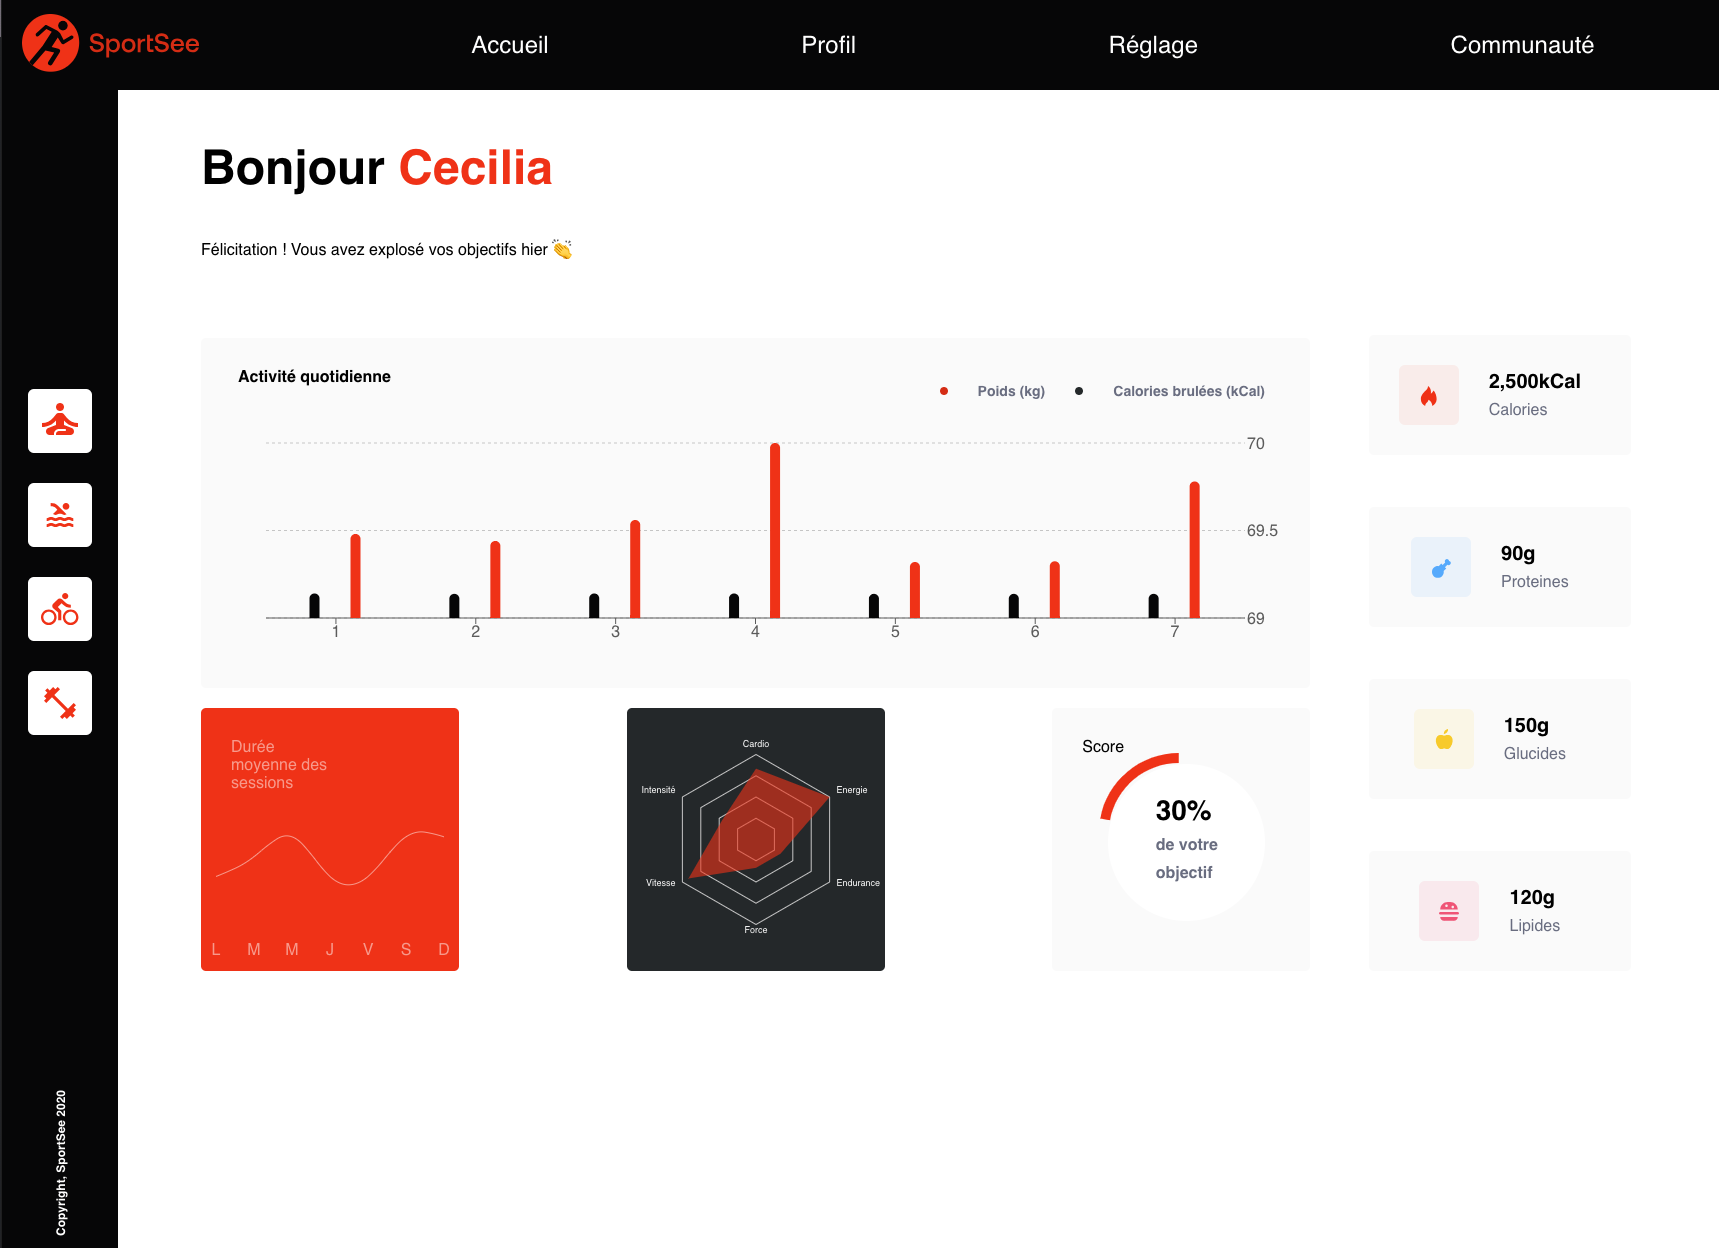 SportSee
Accueil
Profil
Réglage
Communauté
Bonjour Cecilia
Félicitation ! Vous avez explosé vos objectifs hier 👏
Activité quotidienne
Poids (kg)
Calories brulées (kCal)
70
69.5
69
1
2
3
4
5
6
7
2,500kCal
Calories
90g
Proteines
150g
Glucides
120g
Lipides
Durée
moyenne des
sessions
L
M
M
J
V
S
D
Cardio
Energie
Endurance
Force
Vitesse
Intensité
Score
30%
de votre
objectif
Copyright, SportSee 2020